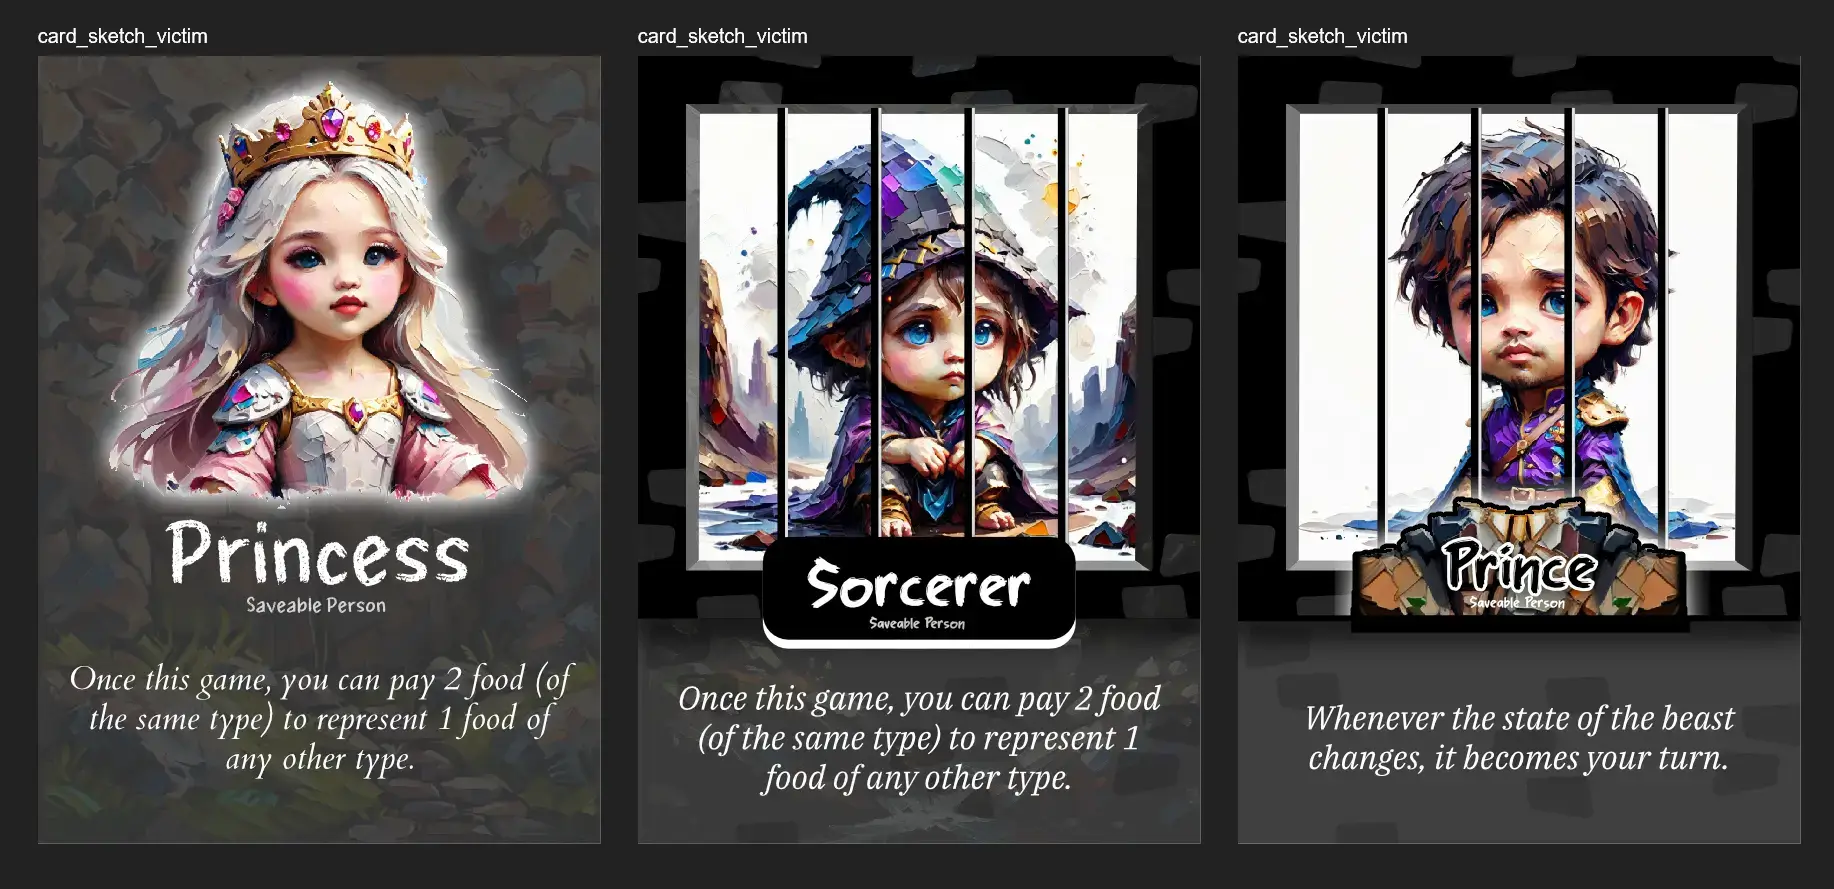 card_sketch_victim
Princess
Saveable Person
Once this game, you can pay 2 food (of
the same type) to represent 1 food of
any other type.
card_sketch_victim
Sorcerer
Saveable Person
Once this game, you can pay 2 food
(of the same type) to represent 1
food of any other type.
card_sketch_victim
Prince
Saveable Person
Whenever the state of the beast
changes, it becomes your turn.